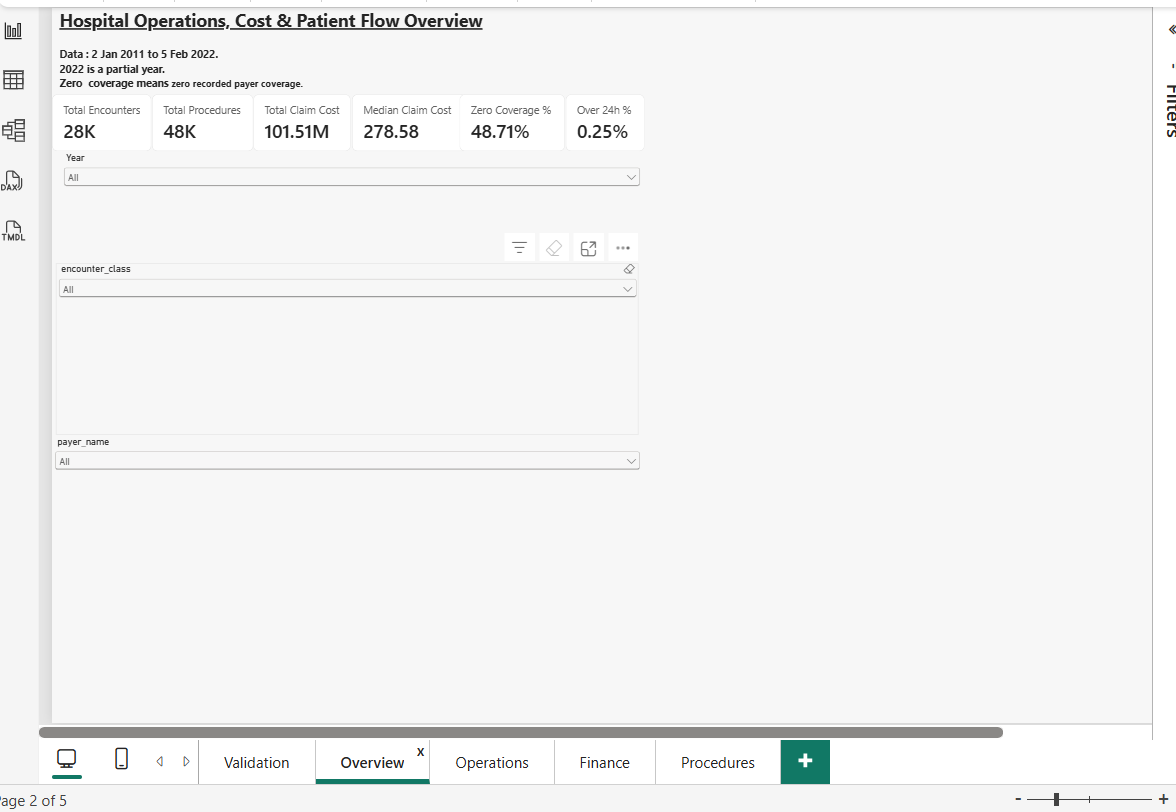 Hospital Operations, Cost & Patient Flow Overview
Data : 2 Jan 2011 to 5 Feb 2022.
2022 is a partial year.
Zero coverage means zero recorded payer coverage.
Total Encounters
28K
Total Procedures
48K
Total Claim Cost
101.51M
Median Claim Cost
278.58
Zero Coverage %
48.71%
Over 24h %
0.25%
Year
All
encounter_class
All
payer_name
All
DAX
TMDL
Filters
Validation
Overview
x
Operations
Finance
Procedures
+
age 2 of 5
- +